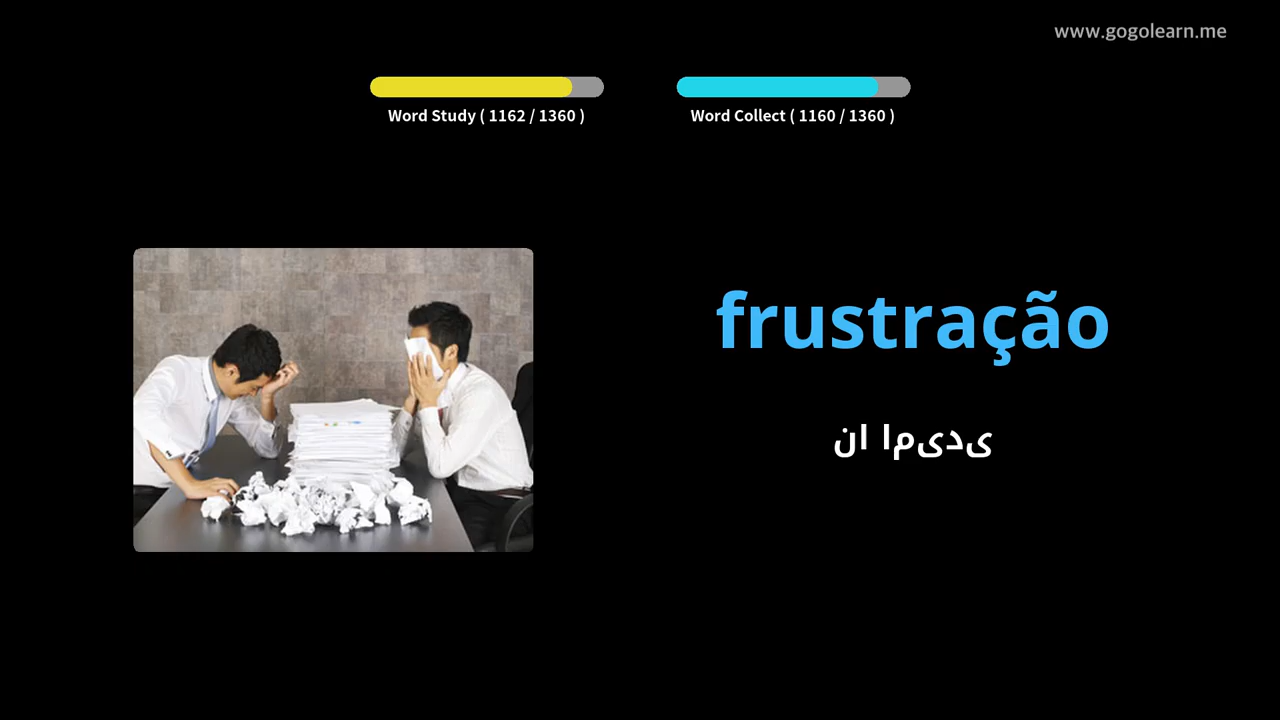 www.gogolearn.me
Word Study ( 1162 / 1360 )
Word Collect ( 1160 / 1360 )
frustração
نا امیدی